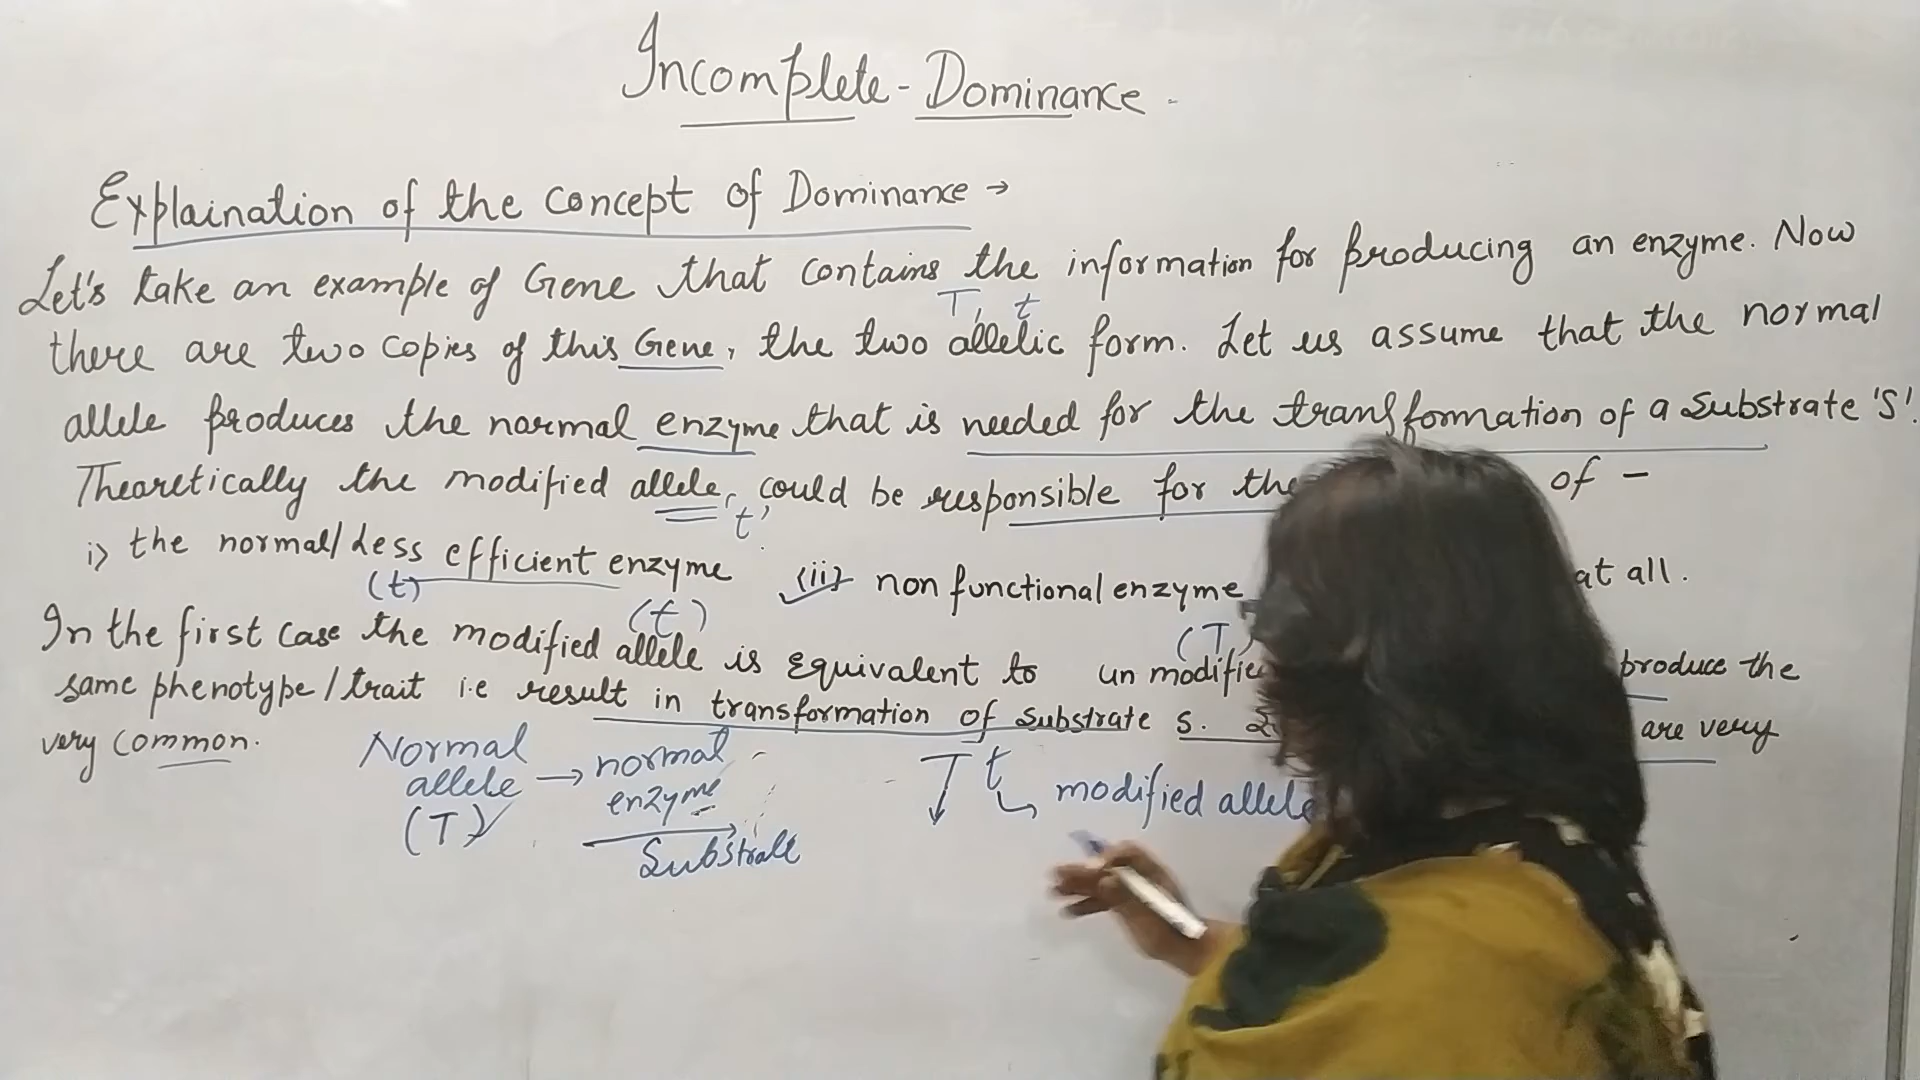 Incomplete - Dominance -
Explaination of the concept of Dominance →
Let's take an example of Gene that contains the information for producing an enzyme. Now
T, t
there are two copies of this Gene, the two allelic form. Let us assume that the normal
allele produces the normal enzyme that is needed for the transformation of a Substrate 'S'.
Thearetically the modified allele, could be responsible for the of -
't'
i) the normal/Less efficient enzyme (ii) non functional enzyme at all.
(t) (t) (T)
In the first case the modified allele is equivalent to un modified produce the
same phenotype/trait i.e result in transformation of substrate S. are very
very common.
Normal allele (T) → normal enzyme
Substrate
T t
modified allele